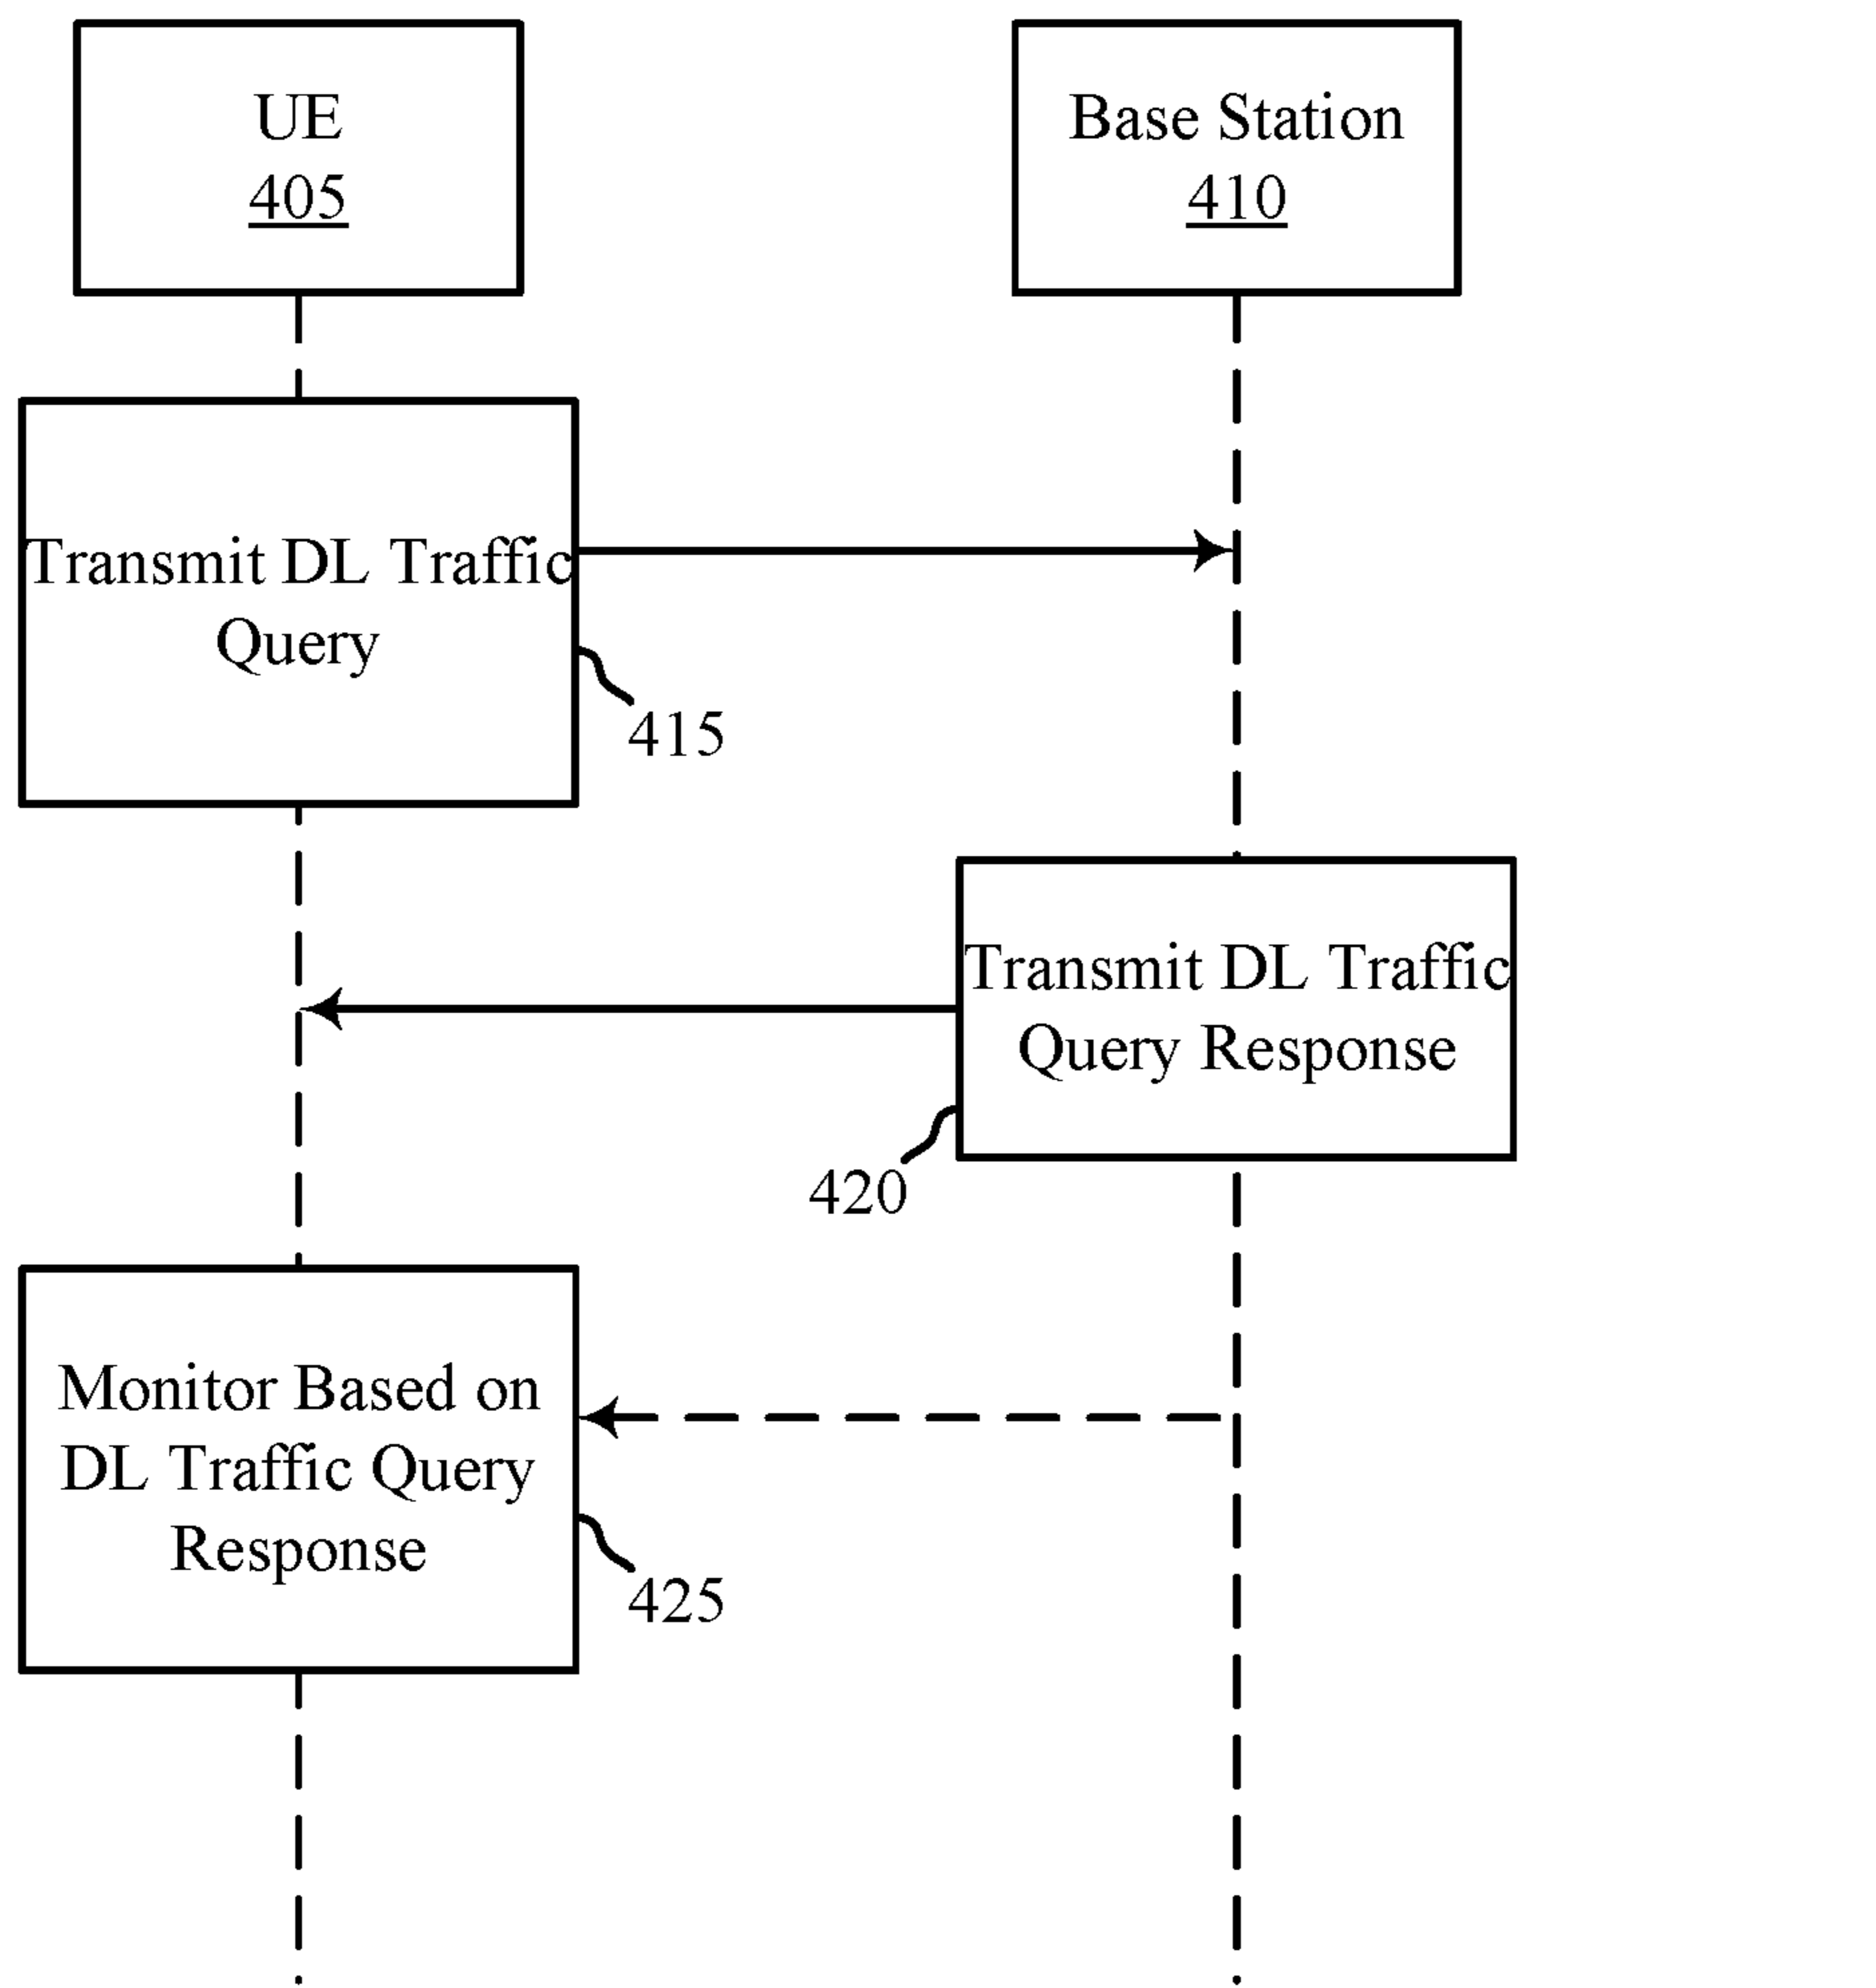 UE
405
Base Station
410
Transmit DL Traffic
Query
415
Transmit DL Traffic
Query Response
420
Monitor Based on
DL Traffic Query
Response
425